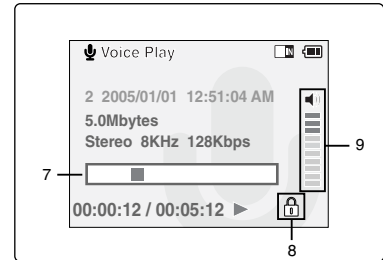 Voice Play
N
2 2005/01/01 12:51:04 AM
5.0Mbytes
Stereo 8KHz 128Kbps
9
7
00:00:12 / 00:05:12
8